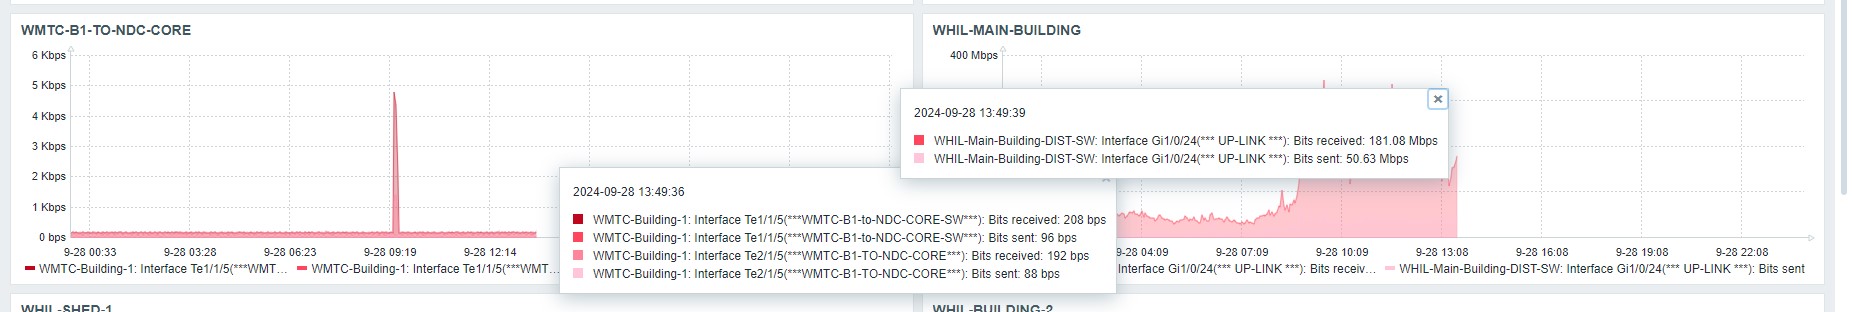 WMTC-B1-TO-NDC-CORE
6 Kbps
5 Kbps
4 Kbps
3 Kbps
2 Kbps
1 Kbps
0 bps
9-28 00:33 9-28 03:28 9-28 06:23 9-28 09:19 9-28 12:14
WMTC-Building-1: Interface Te1/1/5(***WMT... WMTC-Building-1: Interface Te1/1/5(***WMT...
2024-09-28 13:49:36
WMTC-Building-1: Interface Te1/1/5(***WMTC-B1-to-NDC-CORE-SW***): Bits received: 208 bps
WMTC-Building-1: Interface Te1/1/5(***WMTC-B1-to-NDC-CORE-SW***): Bits sent: 96 bps
WMTC-Building-1: Interface Te2/1/5(***WMTC-B1-TO-NDC-CORE***): Bits received: 192 bps
WMTC-Building-1: Interface Te2/1/5(***WMTC-B1-TO-NDC-CORE***): Bits sent: 88 bps
WHIL-MAIN-BUILDING
400 Mbps
2024-09-28 13:49:39
WHIL-Main-Building-DIST-SW: Interface Gi1/0/24(*** UP-LINK ***): Bits received: 181.08 Mbps
WHIL-Main-Building-DIST-SW: Interface Gi1/0/24(*** UP-LINK ***): Bits sent: 50.63 Mbps
9-28 04:09 9-28 07:09 9-28 10:09 9-28 13:08 9-28 16:08 9-28 19:08 9-28 22:08
Interface Gi1/0/24(*** UP-LINK ***): Bits receiv... WHIL-Main-Building-DIST-SW: Interface Gi1/0/24(*** UP-LINK ***): Bits sent
WHIL-SHED-1
WHIL-BUILDING-2